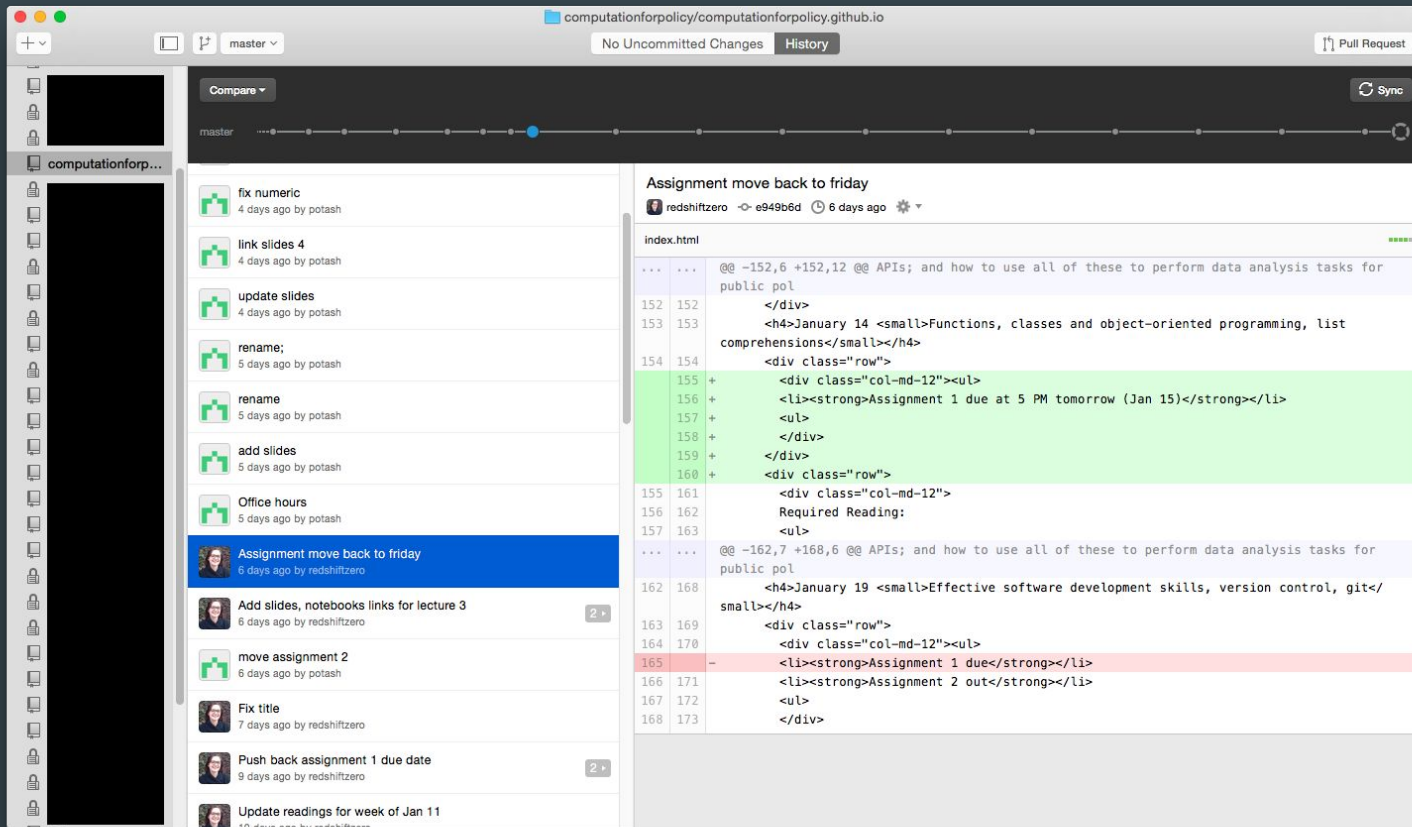 computationforpolicy/computationforpolicy.github.io
master
No Uncommitted Changes
History
Pull Request
Compare
Sync
master
computationforp...
fix numeric
4 days ago by potash
link slides 4
4 days ago by potash
update slides
4 days ago by potash
rename;
5 days ago by potash
rename
5 days ago by potash
add slides
5 days ago by potash
Office hours
5 days ago by potash
Assignment move back to friday
6 days ago by redshiftzero
Add slides, notebooks links for lecture 3
6 days ago by redshiftzero
2
move assignment 2
6 days ago by potash
Fix title
7 days ago by redshiftzero
Push back assignment 1 due date
9 days ago by redshiftzero
2
Update readings for week of Jan 11
Assignment move back to friday
redshiftzero e949b6d 6 days ago
index.html
... ... @@ -152,6 +152,12 @@ APIs; and how to use all of these to perform data analysis tasks for
public pol
152 152 </div>
153 153 <h4>January 14 <small>Functions, classes and object-oriented programming, list
comprehensions</small></h4>
154 154 <div class="row">
155 + <div class="col-md-12"><ul>
156 + <li><strong>Assignment 1 due at 5 PM tomorrow (Jan 15)</strong></li>
157 + <ul>
158 + </div>
159 + </div>
160 + <div class="row">
155 161 <div class="col-md-12">
156 162 Required Reading:
157 163 <ul>
... ... @@ -162,7 +168,6 @@ APIs; and how to use all of these to perform data analysis tasks for
public pol
162 168 <h4>January 19 <small>Effective software development skills, version control, git</
small></h4>
163 169 <div class="row">
164 170 <div class="col-md-12"><ul>
165 - <li><strong>Assignment 1 due</strong></li>
166 171 <li><strong>Assignment 2 out</strong></li>
167 172 <ul>
168 173 </div>